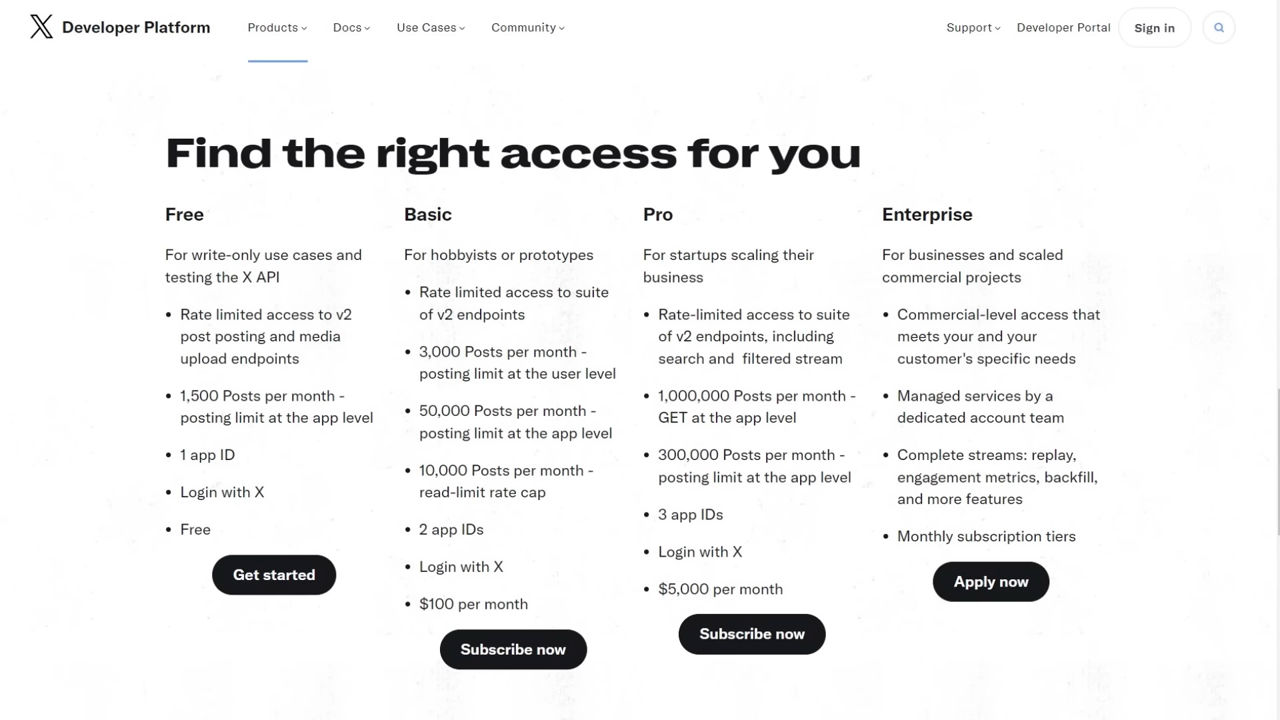 Developer Platform
Products
Docs
Use Cases
Community
Support
Developer Portal
Sign in
Find the right access for you
Free
For write-only use cases and
testing the X API
• Rate limited access to v2
post posting and media
upload endpoints
• 1,500 Posts per month -
posting limit at the app level
• 1 app ID
• Login with X
• Free
Get started
Basic
For hobbyists or prototypes
• Rate limited access to suite
of v2 endpoints
• 3,000 Posts per month -
posting limit at the user level
• 50,000 Posts per month -
posting limit at the app level
• 10,000 Posts per month -
read-limit rate cap
• 2 app IDs
• Login with X
• $100 per month
Subscribe now
Pro
For startups scaling their
business
• Rate-limited access to suite
of v2 endpoints, including
search and filtered stream
• 1,000,000 Posts per month -
GET at the app level
• 300,000 Posts per month -
posting limit at the app level
• 3 app IDs
• Login with X
• $5,000 per month
Subscribe now
Enterprise
For businesses and scaled
commercial projects
• Commercial-level access that
meets your and your
customer's specific needs
• Managed services by a
dedicated account team
• Complete streams: replay,
engagement metrics, backfill,
and more features
• Monthly subscription tiers
Apply now